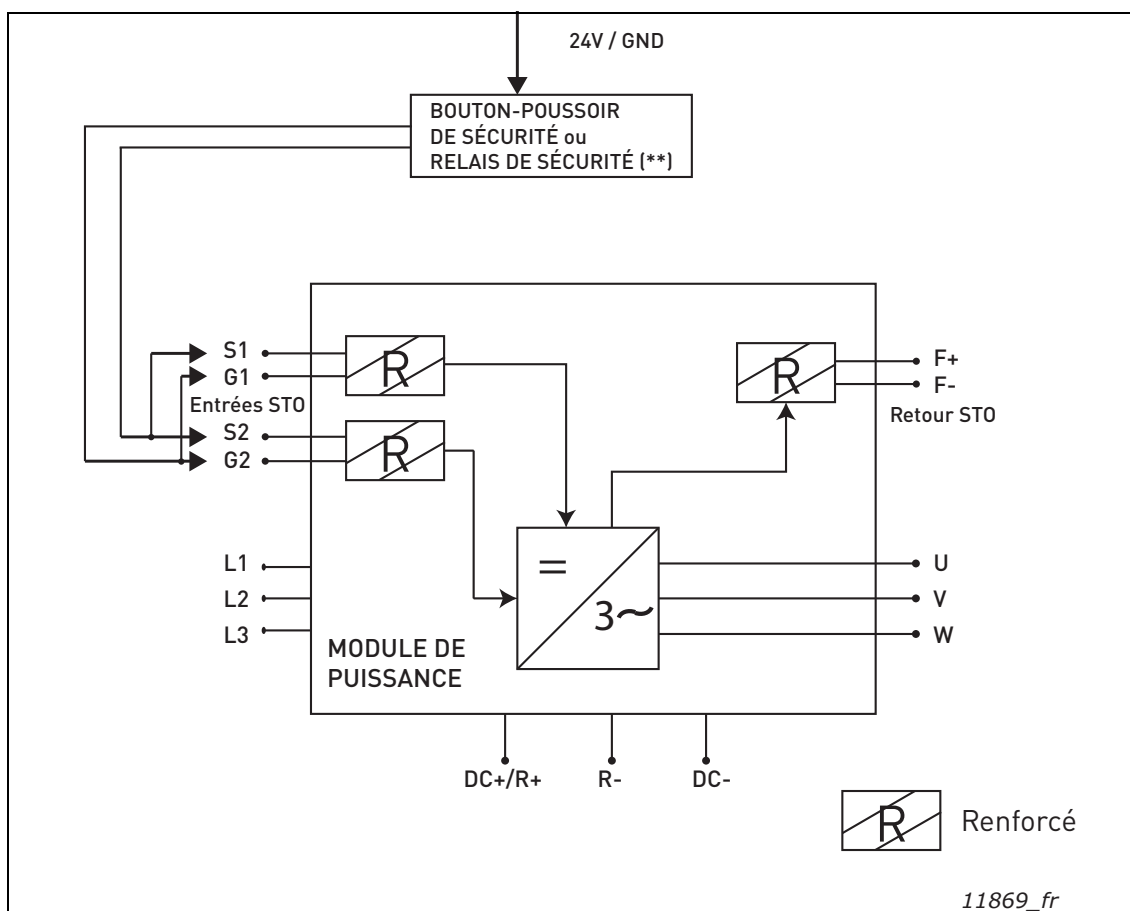 24V / GND
BOUTON-POUSSOIR
DE SÉCURITÉ ou
RELAIS DE SÉCURITÉ (**)
S1
G1
Entrées STO
S2
G2
R
R
R
F+
F-
Retour STO
L1
L2
L3
=
3~
U
V
W
MODULE DE
PUISSANCE
DC+/R+
R-
DC-
R
Renforcé
11869_fr